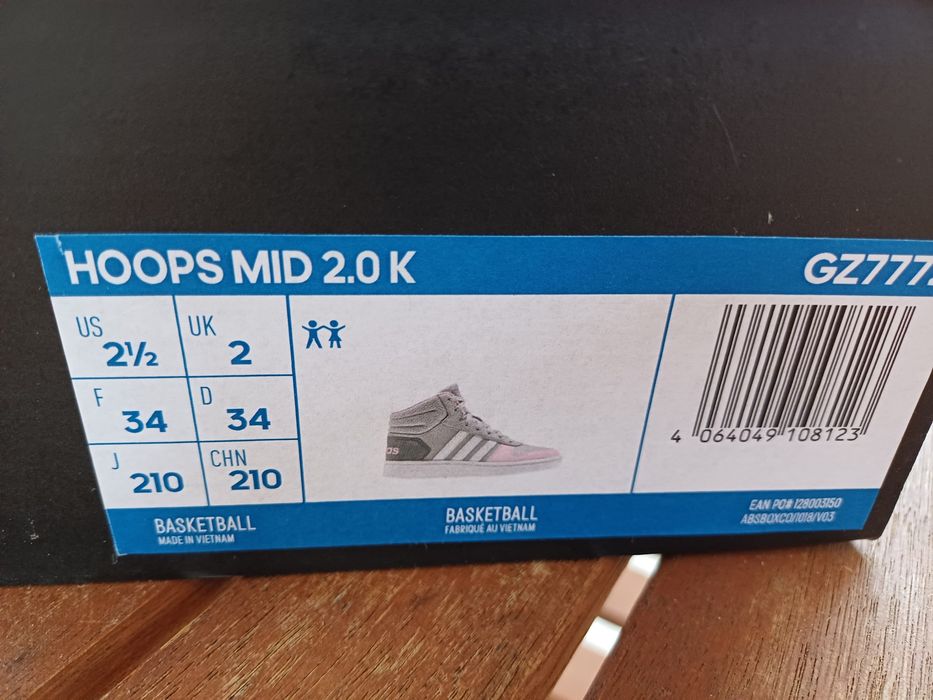 HOOPS MID 2.0 K
GZ777
US 2½
UK 2
F 34
D 34
J 210
CHN 210
4 064049 108123
BASKETBALL
MADE IN VIETNAM
BASKETBALL
FABRIQUÉ AU VIETNAM
EAN PO# 128003150
ABSBOXCO/1018/V03